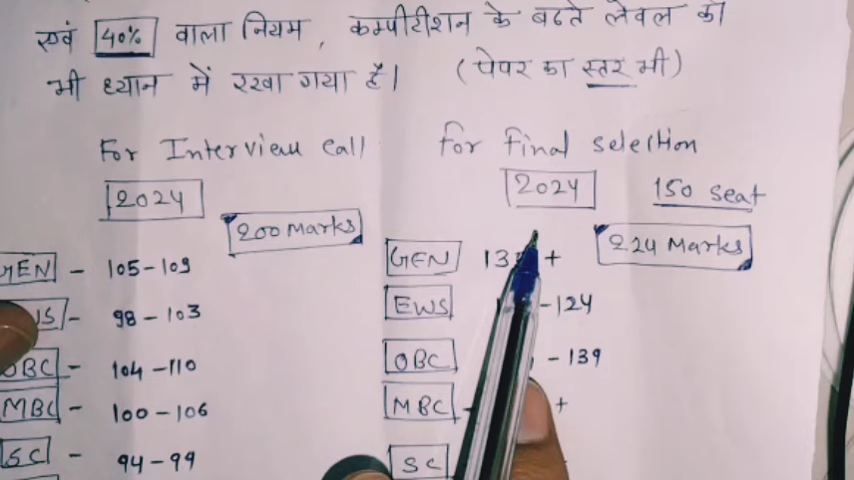 एवं 40% वाला नियम, कम्पीटीशन के बढते लेवल को
भी ध्यान में रखा गया है। (पेपर का स्तर भी)
For Interview Call
2024
200 Marks
GEN - 105-109
- 98-103
OBC - 104-110
MBC - 100-106
SC - 94-99
For final selection
2024 150 seat
224 Marks
GEN +
EWS -124
OBC - 139
MBC - +
SC